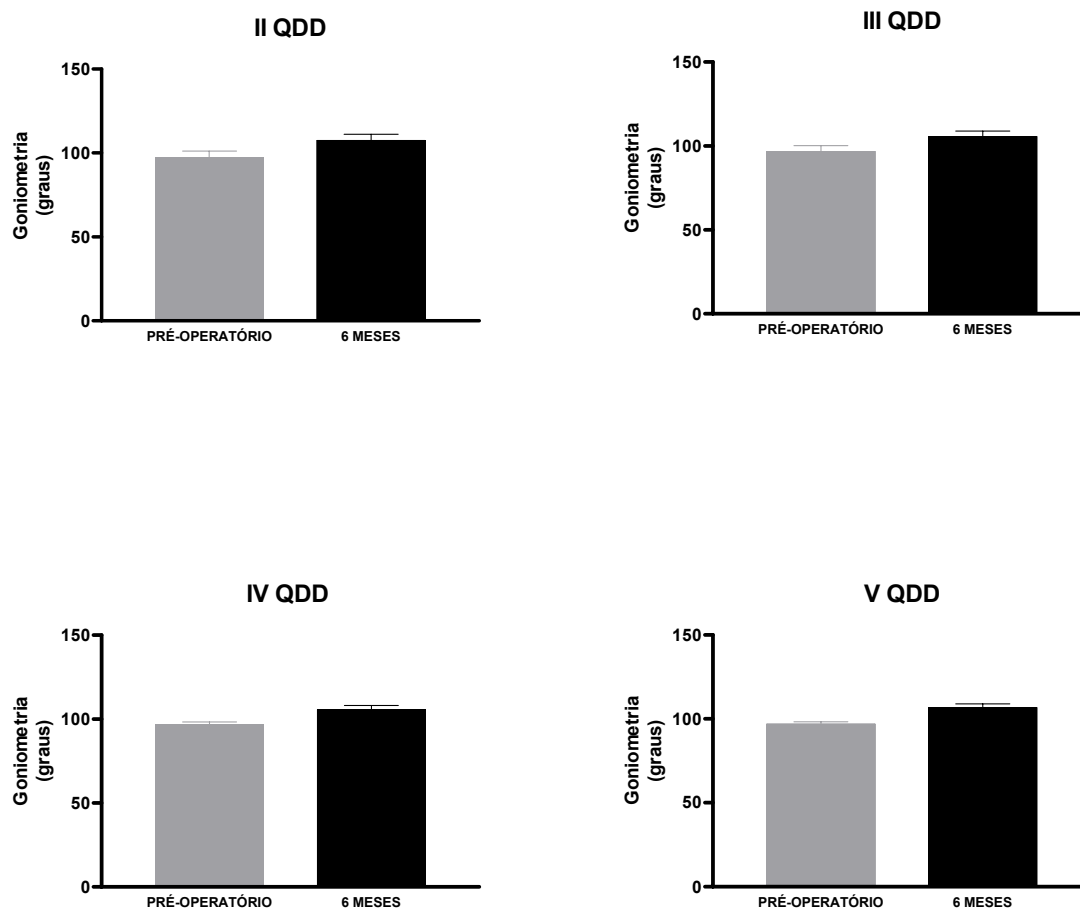 II QDD
150
100
50
0
Goniometria
(graus)
PRÉ-OPERATÓRIO
6 MESES
III QDD
150
100
50
0
Goniometria
(graus)
PRÉ-OPERATÓRIO
6 MESES
IV QDD
150
100
50
0
Goniometria
(graus)
PRÉ-OPERATÓRIO
6 MESES
V QDD
150
100
50
0
Goniometria
(graus)
PRÉ-OPERATÓRIO
6 MESES